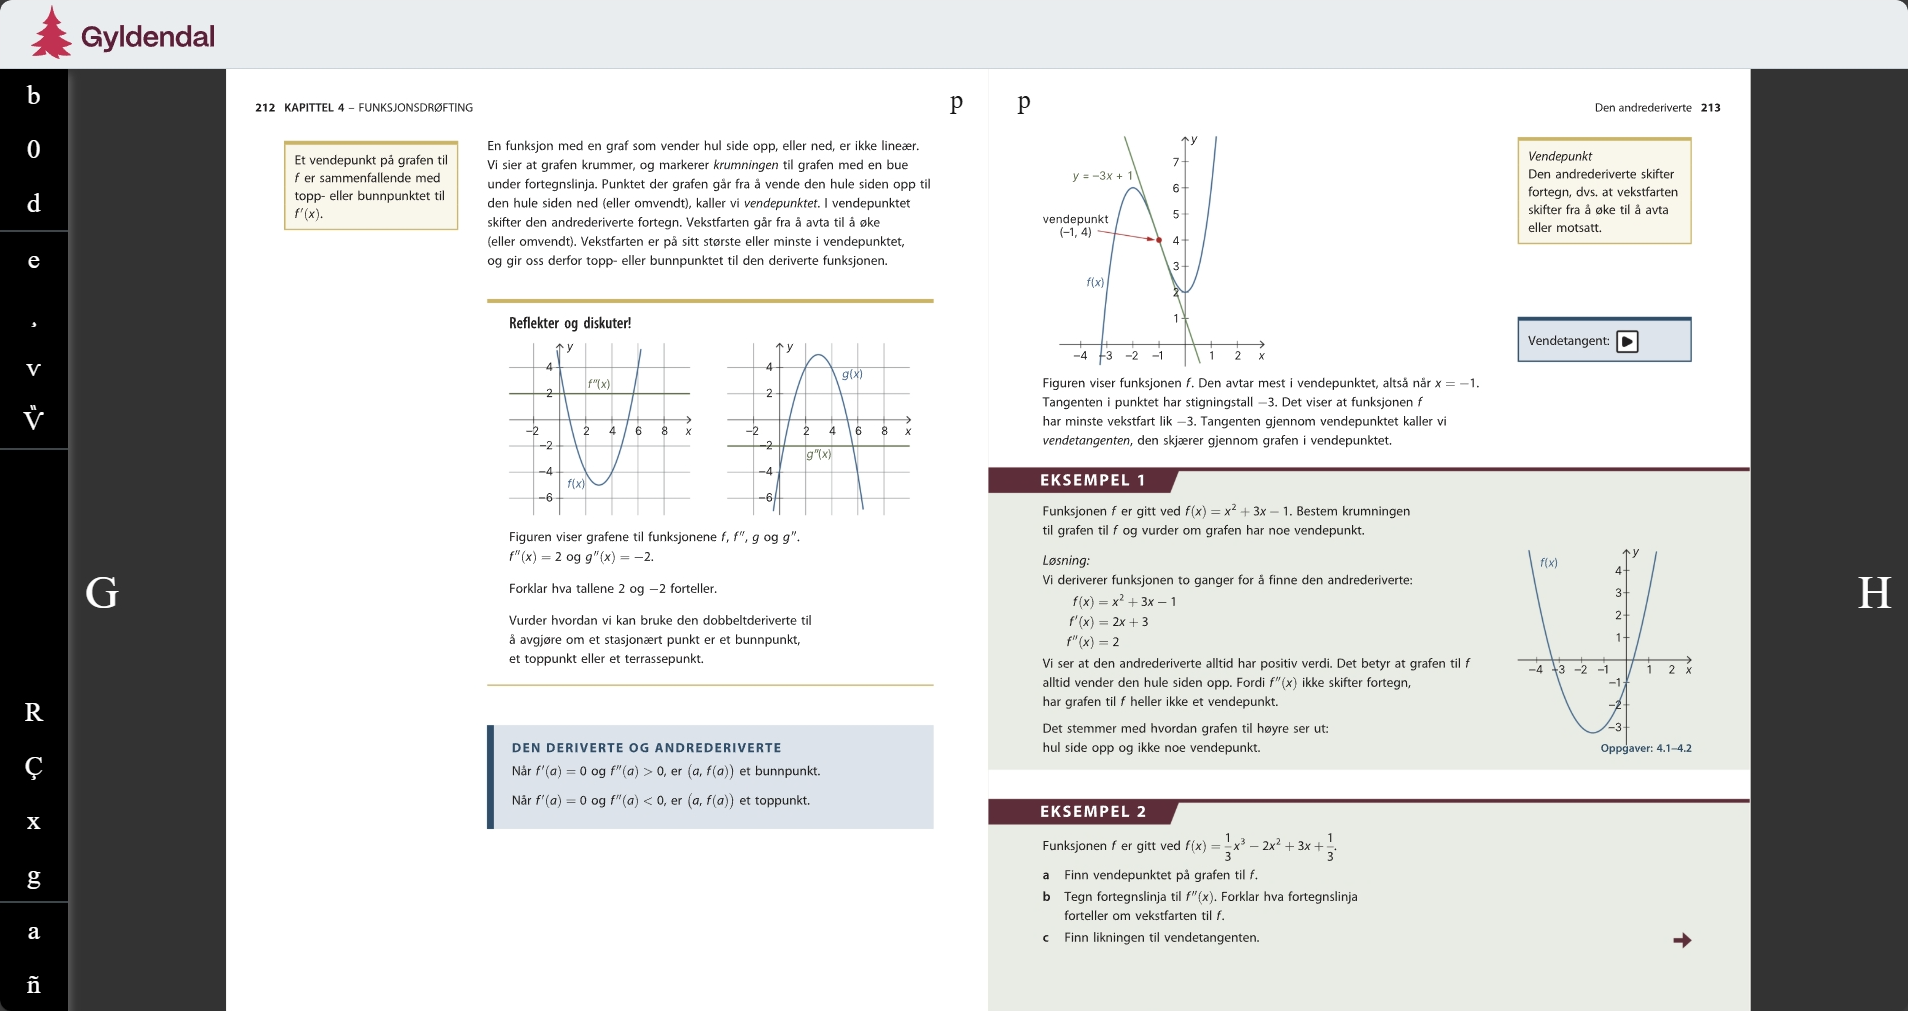 Gyldendal
b
0
d
e
¸
v
Ṽ
R
Ç
x
g
a
ñ
G
H
212 KAPITTEL 4 – FUNKSJONSDRØFTING
p
Et vendepunkt på grafen til
f er sammenfallende med
topp- eller bunnpunktet til
f′(x).
En funksjon med en graf som vender hul side opp, eller ned, er ikke lineær.
Vi sier at grafen krummer, og markerer krumningen til grafen med en bue
under fortegnslinja. Punktet der grafen går fra å vende den hule siden opp til
den hule siden ned (eller omvendt), kaller vi vendepunktet. I vendepunktet
skifter den andrederiverte fortegn. Vekstfarten går fra å avta til å øke
(eller omvendt). Vekstfarten er på sitt største eller minste i vendepunktet,
og gir oss derfor topp- eller bunnpunktet til den deriverte funksjonen.
Reflekter og diskuter!
y
4
f″(x)
2
−2 2 4 6 8 x
−2
−4
f(x)
−6
y
4
g(x)
2
−2 2 4 6 8 x
−2
g″(x)
−4
−6
Figuren viser grafene til funksjonene f, f″, g og g″.
f″(x) = 2 og g″(x) = −2.
Forklar hva tallene 2 og −2 forteller.
Vurder hvordan vi kan bruke den dobbeltderiverte til
å avgjøre om et stasjonært punkt er et bunnpunkt,
et toppunkt eller et terrassepunkt.
DEN DERIVERTE OG ANDREDERIVERTE
Når f′(a) = 0 og f″(a) > 0, er (a, f(a)) et bunnpunkt.
Når f′(a) = 0 og f″(a) < 0, er (a, f(a)) et toppunkt.
p
Den andrederiverte 213
y
7
y = −3x + 1
6
5
vendepunkt
(−1, 4)
4
3
f(x)
2
1
−4 −3 −2 −1 1 2 x
Vendepunkt
Den andrederiverte skifter
fortegn, dvs. at vekstfarten
skifter fra å øke til å avta
eller motsatt.
Vendetangent:
Figuren viser funksjonen f. Den avtar mest i vendepunktet, altså når x = −1.
Tangenten i punktet har stigningstall −3. Det viser at funksjonen f
har minste vekstfart lik −3. Tangenten gjennom vendepunktet kaller vi
vendetangenten, den skjærer gjennom grafen i vendepunktet.
EKSEMPEL 1
Funksjonen f er gitt ved f(x) = x² + 3x − 1. Bestem krumningen
til grafen til f og vurder om grafen har noe vendepunkt.
Løsning:
Vi deriverer funksjonen to ganger for å finne den andrederiverte:
f(x) = x² + 3x − 1
f′(x) = 2x + 3
f″(x) = 2
Vi ser at den andrederiverte alltid har positiv verdi. Det betyr at grafen til f
alltid vender den hule siden opp. Fordi f″(x) ikke skifter fortegn,
har grafen til f heller ikke et vendepunkt.
Det stemmer med hvordan grafen til høyre ser ut:
hul side opp og ikke noe vendepunkt.
f(x)
y
4
3
2
1
−4 −3 −2 −1 1 2 x
−1
−2
−3
Oppgaver: 4.1–4.2
EKSEMPEL 2
Funksjonen f er gitt ved f(x) = 1/3 x³ − 2x² + 3x + 1/3.
a Finn vendepunktet på grafen til f.
b Tegn fortegnslinja til f″(x). Forklar hva fortegnslinja
forteller om vekstfarten til f.
c Finn likningen til vendetangenten.